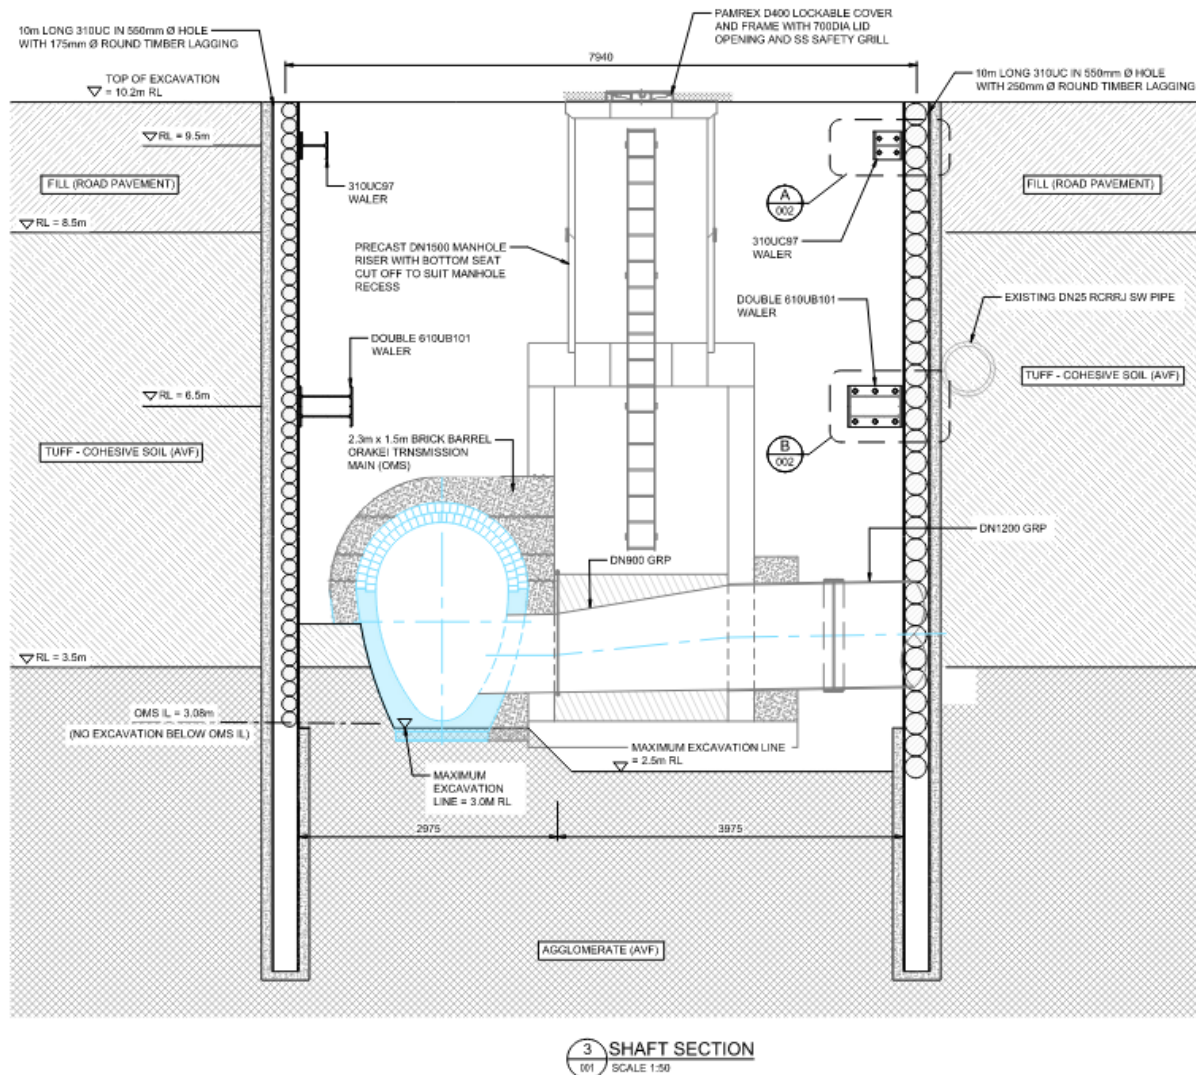 PAMREX D400 LOCKABLE COVER
AND FRAME WITH 700DIA LID
OPENING AND SS SAFETY GRILL
10m LONG 310UC IN 550mm Ø HOLE
WITH 175mm Ø ROUND TIMBER LAGGING
7940
10m LONG 310UC IN 550mm Ø HOLE
WITH 250mm Ø ROUND TIMBER LAGGING
TOP OF EXCAVATION
= 10.2m RL
RL = 9.5m
FILL (ROAD PAVEMENT)
FILL (ROAD PAVEMENT)
310UC97
WALER
A
002
RL = 8.5m
310UC97
WALER
PRECAST DN1500 MANHOLE
RISER WITH BOTTOM SEAT
CUT OFF TO SUIT MANHOLE
RECESS
DOUBLE 610UB101
WALER
EXISTING DN25 RCRRJ SW PIPE
DOUBLE 610UB101
WALER
TUFF - COHESIVE SOIL (AVF)
RL = 6.5m
2.3m x 1.5m BRICK BARREL
ORAKEI TRNSMISSION
MAIN (OMS)
TUFF - COHESIVE SOIL (AVF)
B
002
DN1200 GRP
DN900 GRP
RL = 3.5m
OMS IL = 3.08m
(NO EXCAVATION BELOW OMS IL)
MAXIMUM EXCAVATION LINE
= 2.5m RL
MAXIMUM
EXCAVATION
LINE = 3.0M RL
2975
3975
AGGLOMERATE (AVF)
3
001
SHAFT SECTION
SCALE 1:50